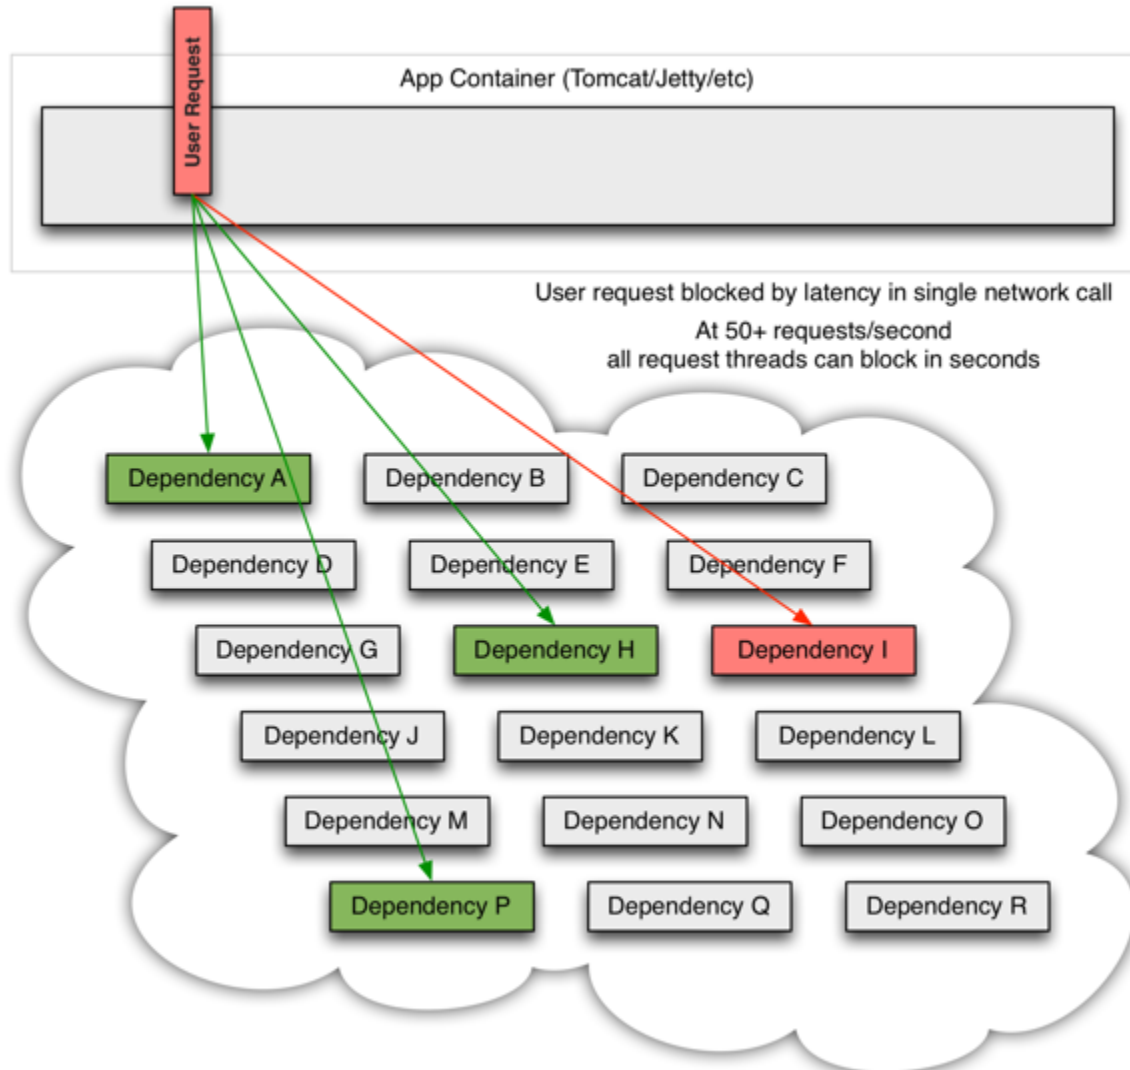 User Request
App Container (Tomcat/Jetty/etc)
User request blocked by latency in single network call
At 50+ requests/second
all request threads can block in seconds
Dependency A
Dependency B
Dependency C
Dependency D
Dependency E
Dependency F
Dependency G
Dependency H
Dependency I
Dependency J
Dependency K
Dependency L
Dependency M
Dependency N
Dependency O
Dependency P
Dependency Q
Dependency R